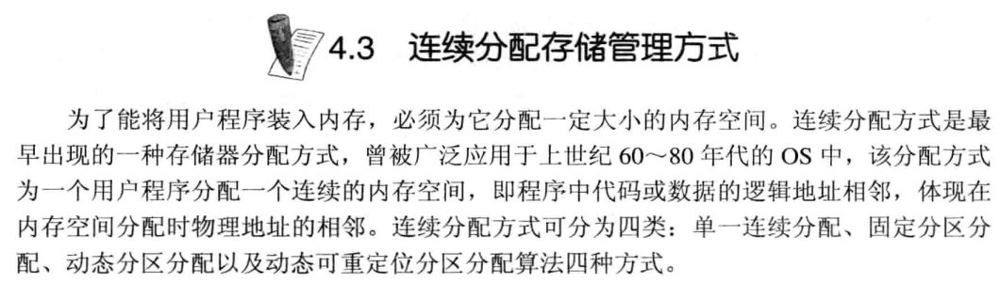 4.3 连续分配存储管理方式
为了能将用户程序装入内存，必须为它分配一定大小的内存空间。连续分配方式是最
早出现的一种存储器分配方式，曾被广泛应用于上世纪 60～80 年代的 OS 中，该分配方式
为一个用户程序分配一个连续的内存空间，即程序中代码或数据的逻辑地址相邻，体现在
内存空间分配时物理地址的相邻。连续分配方式可分为四类：单一连续分配、固定分区分
配、动态分区分配以及动态可重定位分区分配算法四种方式。